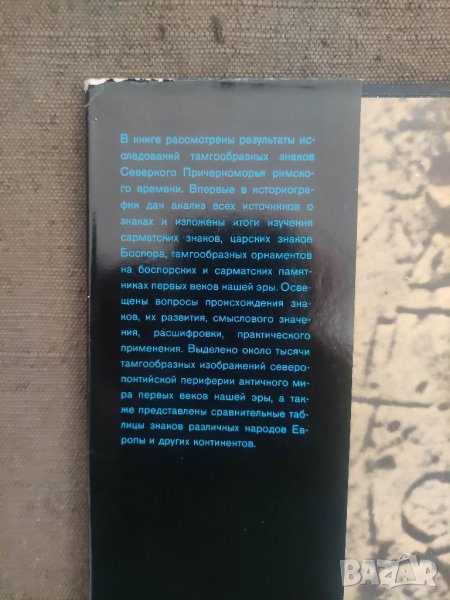 В книге рассмотрены результаты ис-
следований тамгообразных знаков
Северного Причерноморья римско-
го времени. Впервые в историогра-
фии дан анализ всех источников о
знаках и изложены итоги изучения
сарматских знаков, царских знаков
Боспора, тамгообразных орнаментов
на боспорских и сарматских памят-
никах первых веков нашей эры. Осве-
щены вопросы происхождения зна-
ков, их развития, смыслового значе-
ния, расшифровки, практического
применения. Выделено около тысячи
тамгообразных изображений северо-
понтийской периферии античного ми-
ра первых веков нашей эры, а так-
же представлены сравнительные таб-
лицы знаков различных народов Ев-
ропы и других континентов.
BAZAR